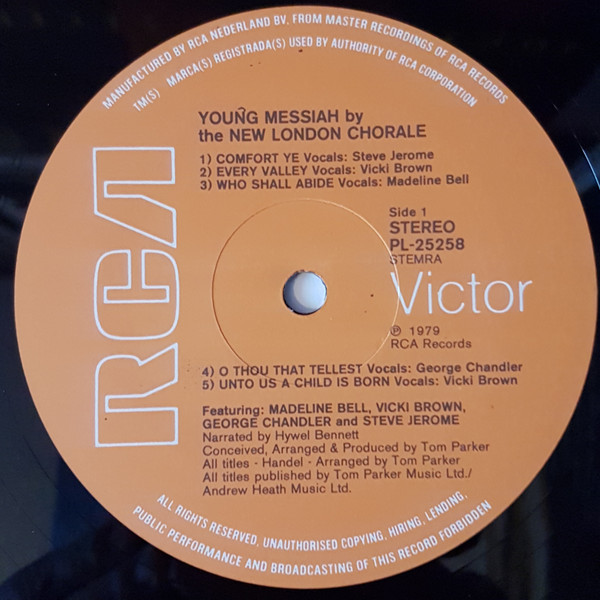 MANUFACTURED BY RCA NEDERLAND BV. FROM MASTER RECORDINGS OF RCA RECORDS
TM(S) MARCA(S) REGISTRADA(S) USED BY AUTHORITY OF RCA CORPORATION
YOUNG MESSIAH by
the NEW LONDON CHORALE
1) COMFORT YE Vocals: Steve Jerome
2) EVERY VALLEY Vocals: Vicki Brown
3) WHO SHALL ABIDE Vocals: Madeline Bell
RCA
Side 1
STEREO
PL-25258
STEMRA
Victor
℗ 1979
RCA Records
4) O THOU THAT TELLEST Vocals: George Chandler
5) UNTO US A CHILD IS BORN Vocals: Vicki Brown
Featuring: MADELINE BELL, VICKI BROWN,
GEORGE CHANDLER and STEVE JEROME
Narrated by Hywel Bennett
Conceived, Arranged & Produced by Tom Parker
All titles - Handel - Arranged by Tom Parker
All titles published by Tom Parker Music Ltd./
Andrew Heath Music Ltd.
ALL RIGHTS RESERVED, UNAUTHORISED COPYING, HIRING, LENDING,
PUBLIC PERFORMANCE AND BROADCASTING OF THIS RECORD FORBIDDEN